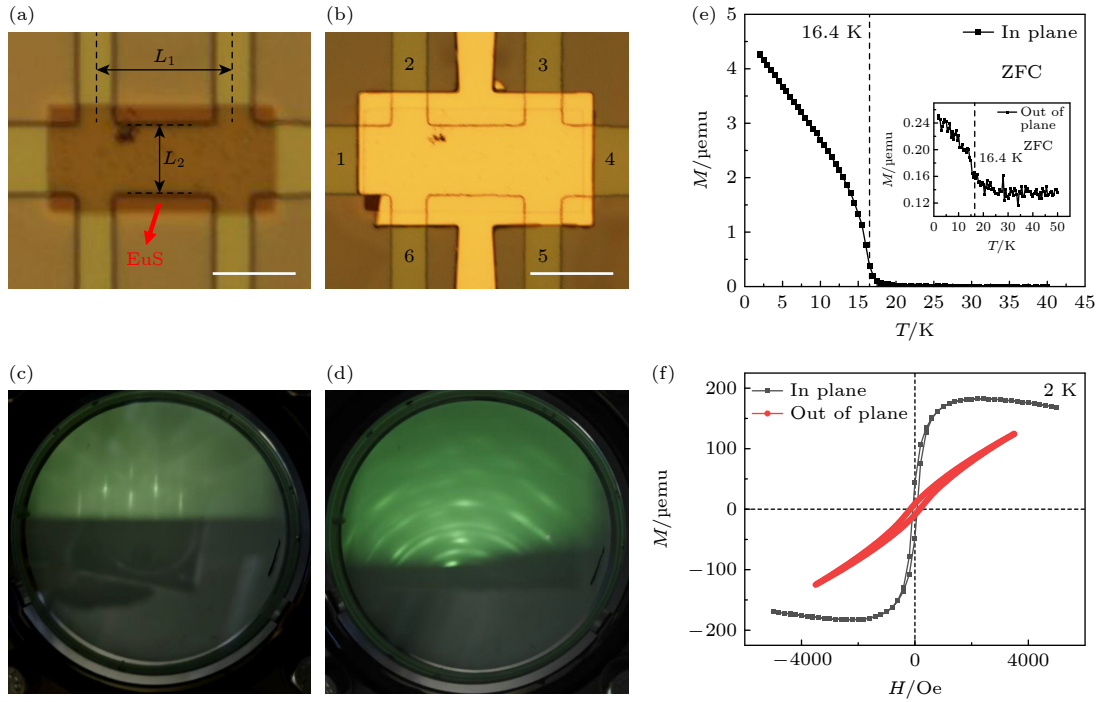 (a)
L₁
L₂
EuS
(b)
2
3
1
4
6
5
(c)
(d)
(e)
5
4
3
2
1
0
M/μemu
16.4 K
In plane
ZFC
0.24
0.20
0.16
0.12
M/μemu
Out of
plane
ZFC
16.4 K
0 10 20 30 40 50
T/K
0 5 10 15 20 25 30 35 40 45
T/K
(f)
200
100
0
−100
−200
M/μemu
In plane
Out of plane
2 K
−4000 0 4000
H/Oe